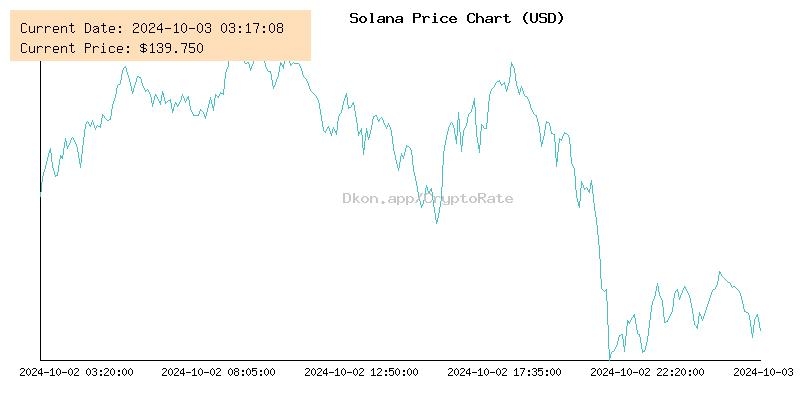 Solana Price Chart (USD)
Current Date: 2024-10-03 03:17:08
Current Price: $139.750
Dkon.app/CryptoRate
2024-10-02 03:20:00 2024-10-02 08:05:00 2024-10-02 12:50:00 2024-10-02 17:35:00 2024-10-02 22:20:00 2024-10-03